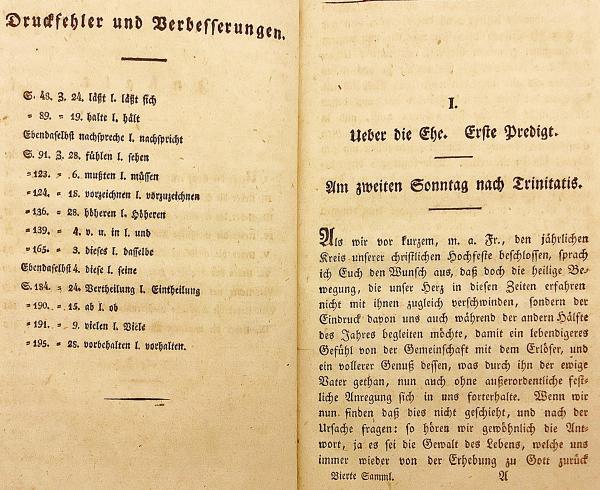 Druckfehler und Verbesserungen.
S. 43. Z. 24. läßt l. läßt sich
= 89. = 19. halte l. hält
Ebendaselbst nachspreche l. nachspricht
S. 91. Z. 28. fühlen l. sehen
=123. = 6. mußten l. müssen
=124. = 18. vorzeichnen l. vorzuzeichnen
=136. = 28. höheren l. Höheren
=139. = 4. v. u. in l. und
=165. = 3. dieses l. dasselbe
Ebendaselbst 4. diese l. seine
S. 184. = 24. Vertheilung l. Eintheilung
=190. = 15. ab l. ob
=191. = 9. vielen l. Viele
=195. = 28. vorbehalten l. vorhalten.
I.
Ueber die Ehe. Erste Predigt.
Am zweiten Sonntag nach Trinitatis.
Als wir vor kurzem, m. a. Fr., den jährlichen
Kreis unserer christlichen Hochfeste beschlossen, sprach
ich Euch den Wunsch aus, daß doch die heilige Be-
wegung, die unser Herz in diesen Zeiten erfahren
nicht mit ihnen zugleich verschwinden, sondern der
Eindruck davon uns auch während der andern Hälfte
des Jahres begleiten möchte, damit ein lebendigeres
Gefühl von der Gemeinschaft mit dem Erlöser, und
ein vollerer Genuß dessen, was durch ihn der ewige
Vater gethan, nun auch ohne außerordentliche fest-
liche Anregung sich in uns forterhalte. Wenn wir
nun finden daß dies nicht geschieht, und nach der
Ursache fragen: so hören wir gewöhnlich die Ant-
wort, ja es sei die Gewalt des Lebens, welche uns
immer wieder von der Erhebung zu Gott zurück
Vierte Samml. A